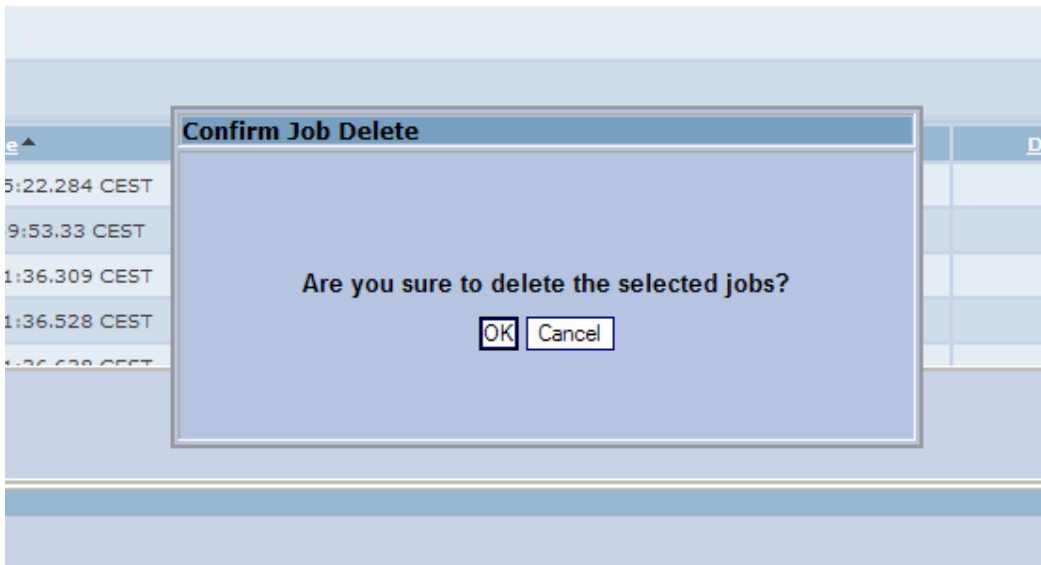 Confirm Job Delete
e
D
5:22.284 CEST
9:53.33 CEST
1:36.309 CEST
1:36.528 CEST
Are you sure to delete the selected jobs?
OK Cancel